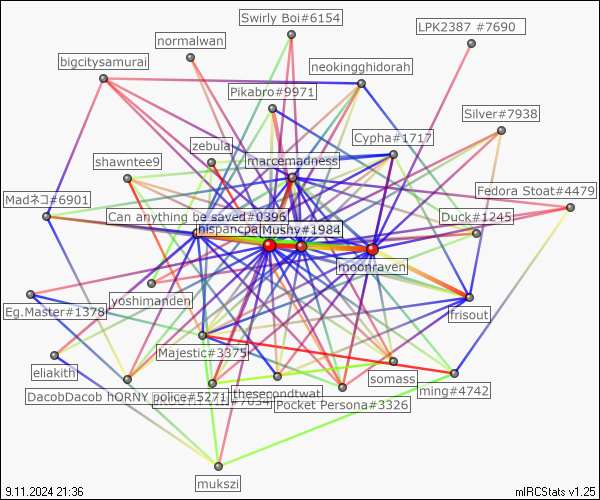 Swirly Boi#6154
LPK2387 #7690
normalwan
bigcitysamurai
neokingghidorah
Pikabro#9971
Silver#7938
Cypha#1717
zebula
shawntee9
marcemadness
Madネコ#6901
Fedora Stoat#4479
Can anything be saved#0396
Duck#1245
Mushy#1984
moonraven
yoshimanden
Eg.Master#1378
frisout
Majestic#3375
eliakith
somass
ming#4742
DacobDacob hORNY police#5271
thesecondtwat
Pocket Persona#3326
mukszi
9.11.2024 21:36
mIRCStats v1.25